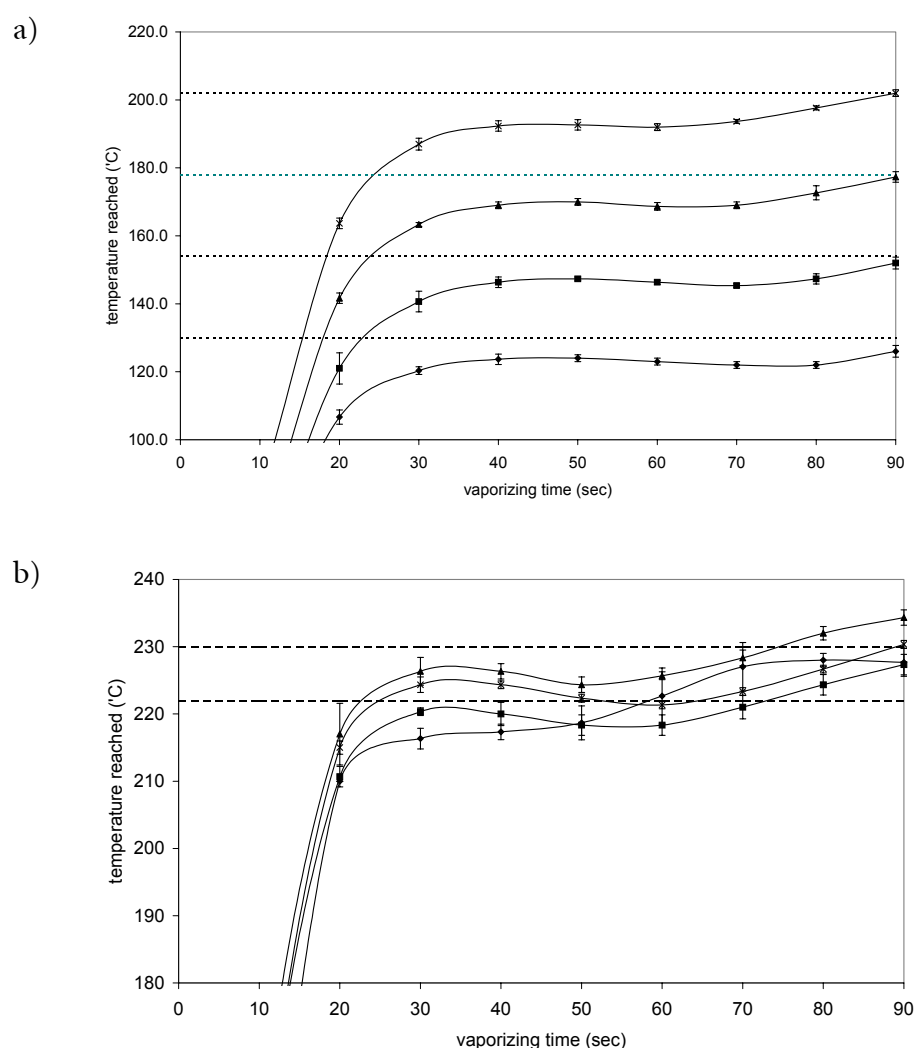 a)
220.0
200.0
180.0
160.0
140.0
120.0
100.0
temperature reached ('C)
0 10 20 30 40 50 60 70 80 90
vaporizing time (sec)
b)
240
230
220
210
200
190
180
temperature reached ('C)
0 10 20 30 40 50 60 70 80 90
vaporizing time (sec)